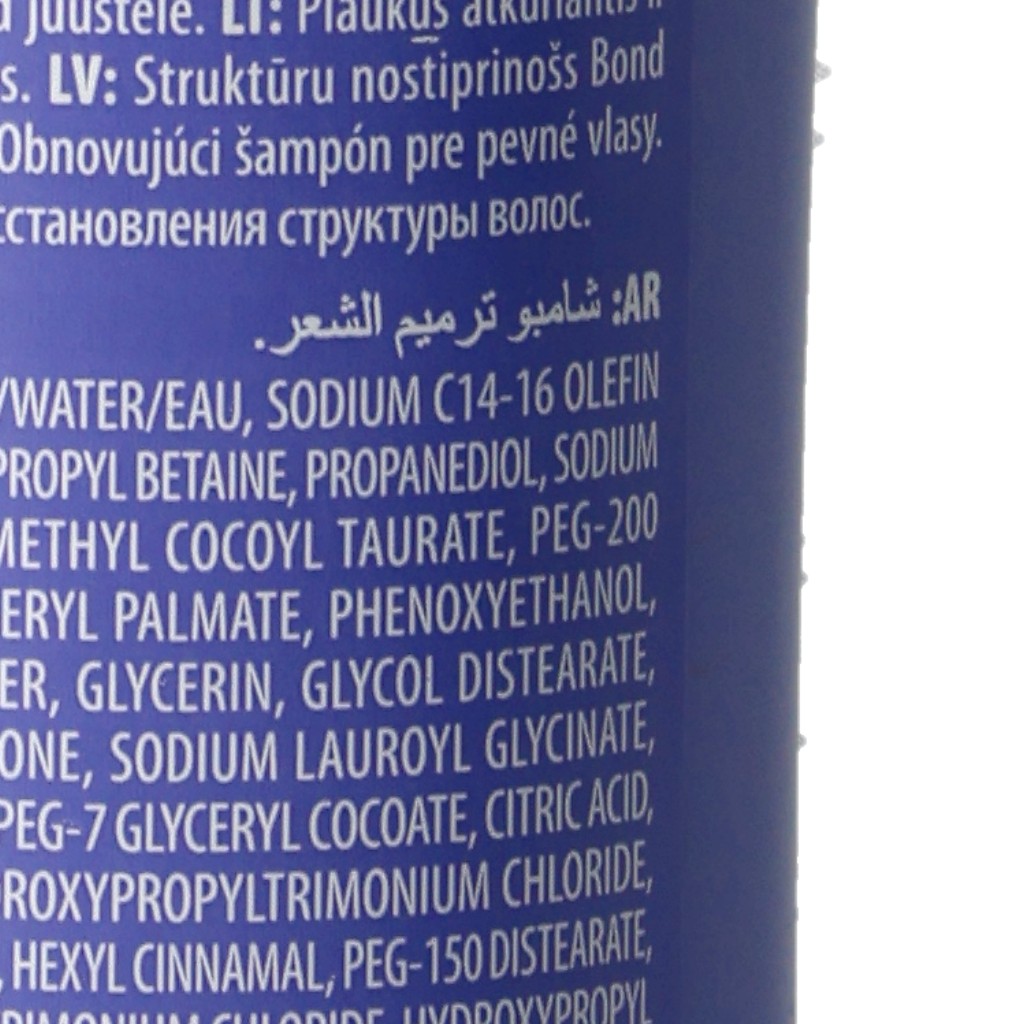 juustele. LT: Plaukus atkuriantis
s. LV: Struktūru nostiprinošs Bond
Obnovujúci šampón pre pevné vlasy.
сстановления структуры волос.
AR: شامبو ترميم الشعر.
/WATER/EAU, SODIUM C14-16 OLEFIN
PROPYL BETAINE, PROPANEDIOL, SODIUM
METHYL COCOYL TAURATE, PEG-200
ERYL PALMATE, PHENOXYETHANOL,
ER, GLYCERIN, GLYCOL DISTEARATE,
ONE, SODIUM LAUROYL GLYCINATE,
PEG-7 GLYCERYL COCOATE, CITRIC ACID,
ROXYPROPYLTRIMONIUM CHLORIDE,
, HEXYL CINNAMAL, PEG-150 DISTEARATE,
TRIMONIUM CHLORIDE, HYDROXYPROPYL